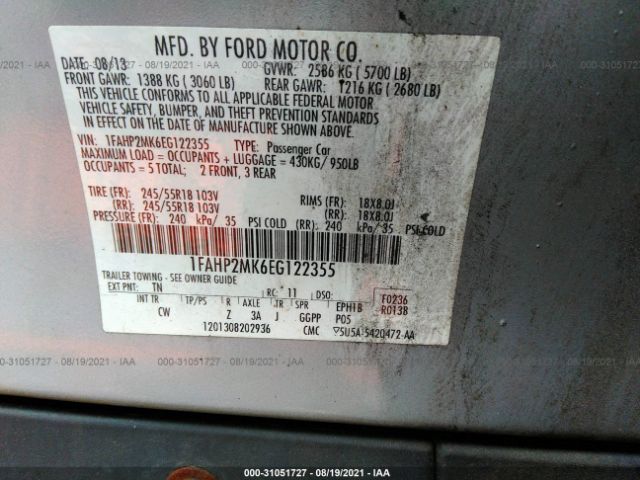 MFD. BY FORD MOTOR CO.
DATE: 08/13 GVWR: 2586 KG ( 5700 LB)
FRONT GAWR: 1388 KG ( 3060 LB) REAR GAWR: 1216 KG ( 2680 LB)
THIS VEHICLE CONFORMS TO ALL APPLICABLE FEDERAL MOTOR
VEHICLE SAFETY, BUMPER, AND THEFT PREVENTION STANDARDS
IN EFFECT ON THE DATE OF MANUFACTURE SHOWN ABOVE.
VIN: 1FAHP2MK6EG122355 TYPE: Passenger Car
MAXIMUM LOAD = OCCUPANTS + LUGGAGE = 430KG/ 950LB
OCCUPANTS = 5 TOTAL; 2 FRONT, 3 REAR
TIRE (FR): 245/55R18 103V RIMS (FR): 18X8.0J
(RR): 245/55R18 103V (RR): 18X8.0J
PRESSURE (FR): 240 kPa/ 35 PSI COLD (RR): 240 kPa/35 PSI COLD
1FAHP2MK6EG122355
TRAILER TOWING - SEE OWNER GUIDE
EXT PNT: TN RC: 11 DSO: F0236
R0138
INT TR TP/PS R AXLE TR SPR EPH1B
CW Z 3A J GGPP P05
1201308202936 CMC 5U5A-5420472-AA
000-31051727 - 08/19/2021 - IAA